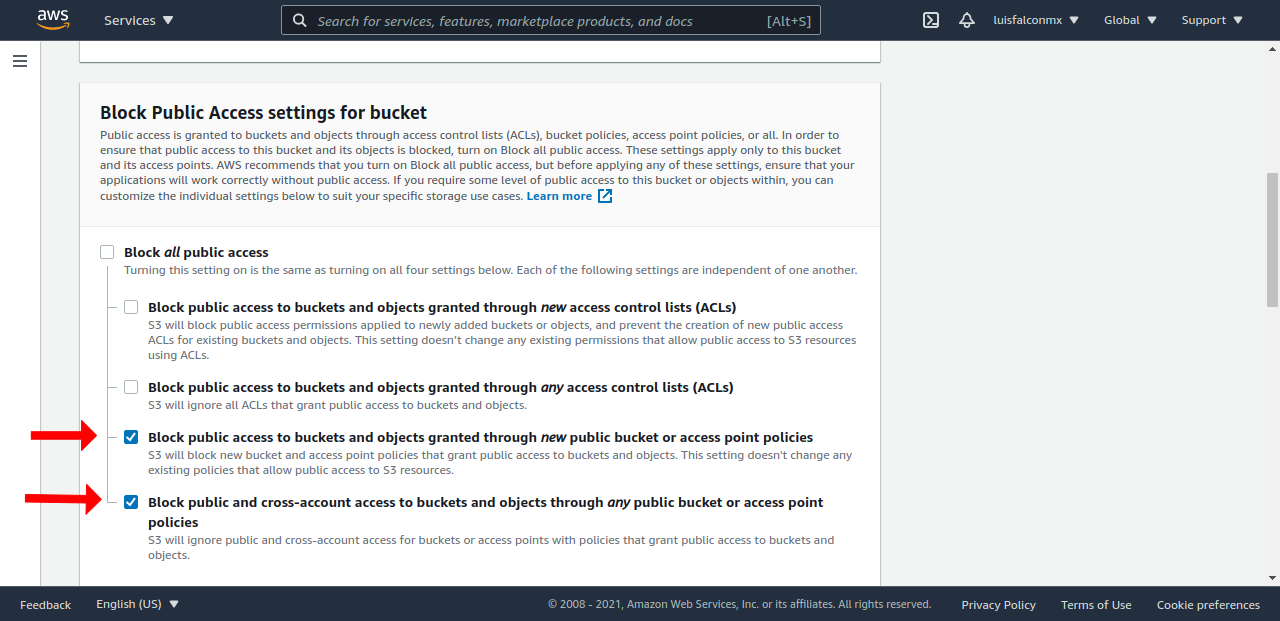 aws
Services
Search for services, features, marketplace products, and docs
[Alt+S]
luisfalconmx
Global
Support
Block Public Access settings for bucket
Public access is granted to buckets and objects through access control lists (ACLs), bucket policies, access point policies, or all. In order to
ensure that public access to this bucket and its objects is blocked, turn on Block all public access. These settings apply only to this bucket
and its access points. AWS recommends that you turn on Block all public access, but before applying any of these settings, ensure that your
applications will work correctly without public access. If you require some level of public access to this bucket or objects within, you can
customize the individual settings below to suit your specific storage use cases. Learn more
Block all public access
Turning this setting on is the same as turning on all four settings below. Each of the following settings are independent of one another.
Block public access to buckets and objects granted through new access control lists (ACLs)
S3 will block public access permissions applied to newly added buckets or objects, and prevent the creation of new public access
ACLs for existing buckets and objects. This setting doesn't change any existing permissions that allow public access to S3 resources
using ACLs.
Block public access to buckets and objects granted through any access control lists (ACLs)
S3 will ignore all ACLs that grant public access to buckets and objects.
Block public access to buckets and objects granted through new public bucket or access point policies
S3 will block new bucket and access point policies that grant public access to buckets and objects. This setting doesn't change any
existing policies that allow public access to S3 resources.
Block public and cross-account access to buckets and objects through any public bucket or access point
policies
S3 will ignore public and cross-account access for buckets or access points with policies that grant public access to buckets and
objects.
Feedback
English (US)
© 2008 - 2021, Amazon Web Services, Inc. or its affiliates. All rights reserved.
Privacy Policy
Terms of Use
Cookie preferences